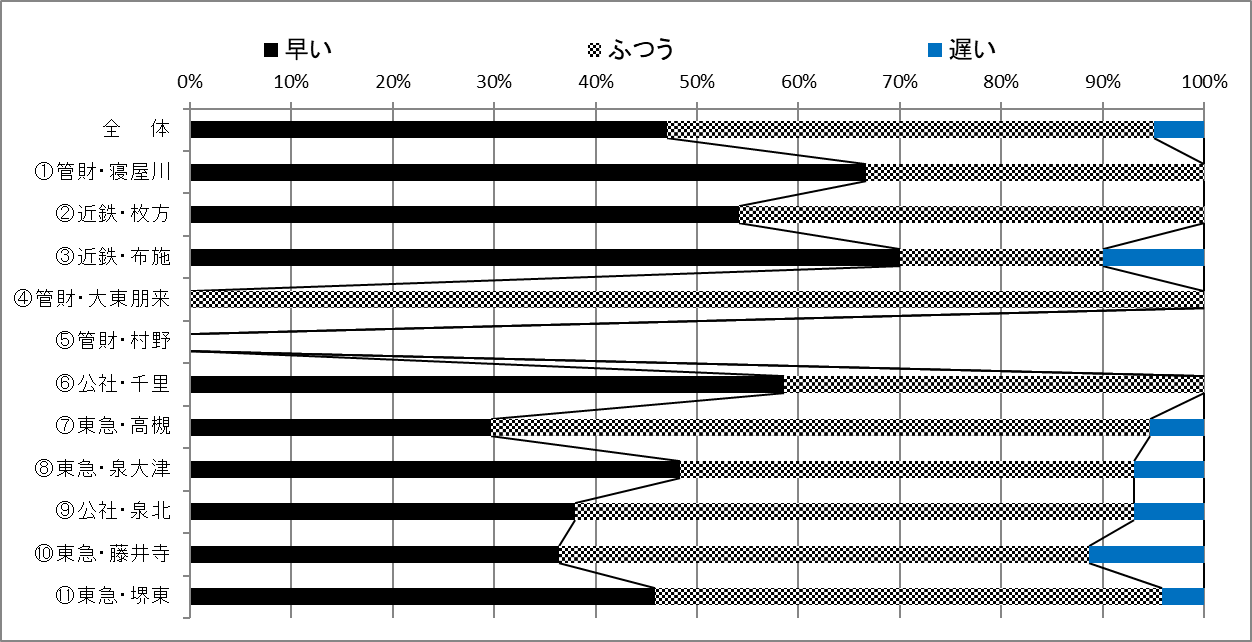 早い ふつう 遅い
0% 10% 20% 30% 40% 50% 60% 70% 80% 90% 100%
全　体
①管財・寝屋川
②近鉄・枚方
③近鉄・布施
④管財・大東朋来
⑤管財・村野
⑥公社・千里
⑦東急・高槻
⑧東急・泉大津
⑨公社・泉北
⑩東急・藤井寺
⑪東急・堺東